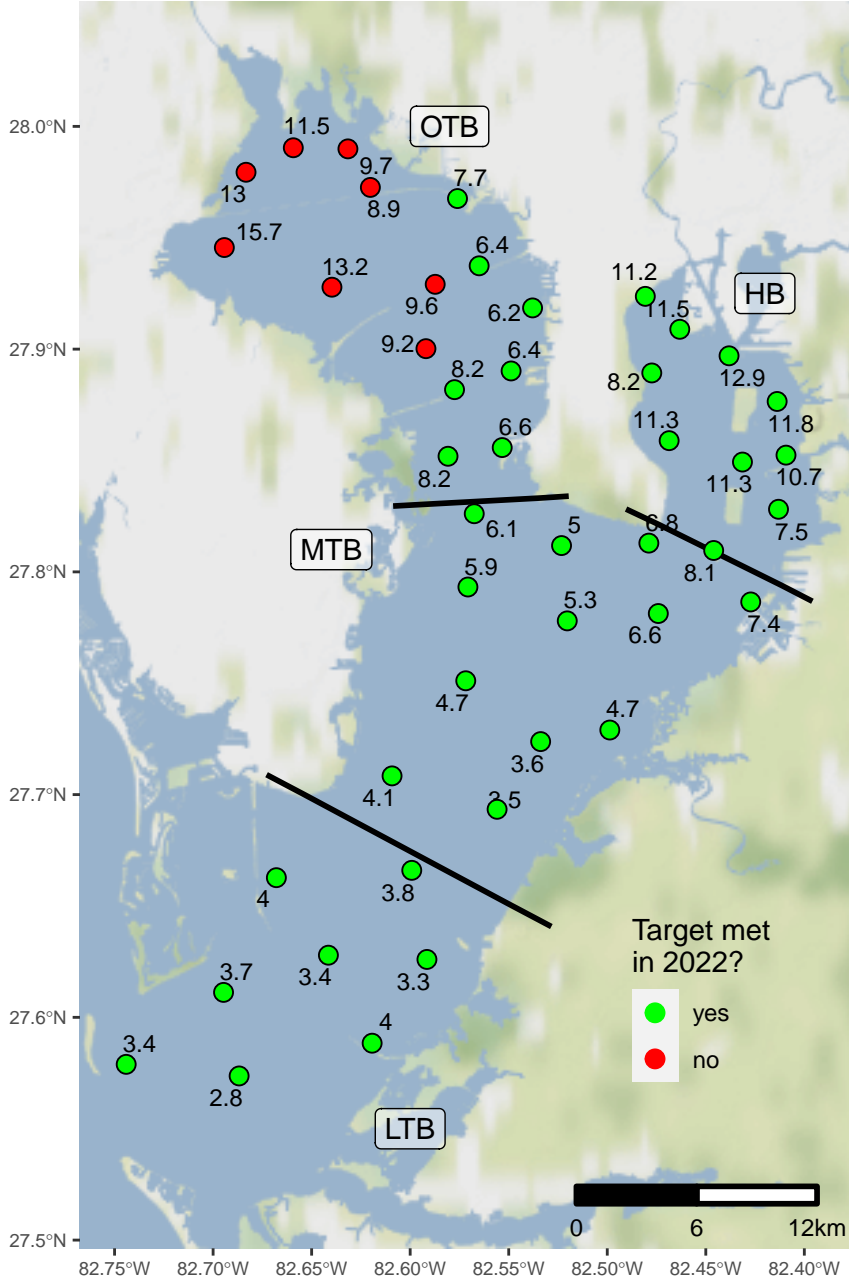 28.0°N
27.9°N
27.8°N
27.7°N
27.6°N
27.5°N
11.5
OTB
9.7
7.7
13
8.9
15.7
6.4
13.2
11.2
HB
9.6
6.2
11.5
9.2
6.4
8.2
8.2
12.9
6.6
11.3
11.8
8.2
11.3
10.7
6.1
5
6.8
7.5
MTB
8.1
5.9
5.3
6.6
7.4
4.7
4.7
3.6
4.1
3.5
4
3.8
Target met
in 2022?
yes
no
3.4
3.3
3.7
4
3.4
2.8
LTB
0
6
12km
82.75°W
82.70°W
82.65°W
82.60°W
82.55°W
82.50°W
82.45°W
82.40°W